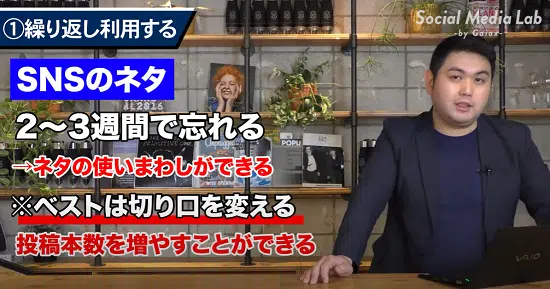 ①繰り返し利用する
Social Media Lab
-by Gaiax-
SNSのネタ
2～3週間で忘れる
→ネタの使いまわしができる
※ベストは切り口を変える
投稿本数を増やすことができる
AL2016
POPU
VAIO